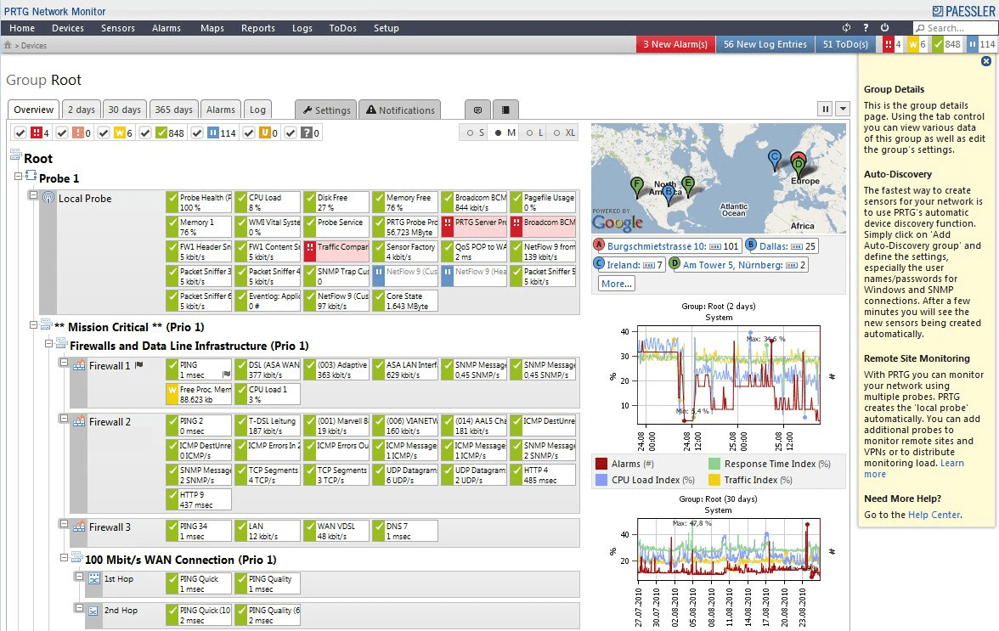 PRTG Network Monitor
PAESSLER
Home Devices Sensors Alarms Maps Reports Logs ToDos Setup ? Search...
> Devices 3 New Alarm(s) 56 New Log Entries 51 ToDo(s) !! 4 W 6 848 114
Group Root
Overview 2 days 30 days 365 days Alarms Log Settings Notifications
!! 4 ! 0 W 6 848 114 U 0 ? 0 S M L XL
Root
Probe 1
Local Probe
Probe Health (P CPU Load Disk Free Memory Free Broadcom BCM Pagefile Usage
100 % 8 % 27 % 76 % 844 kbit/s 0 %
Memory 1 WMI Vital Syste Probe Service PRTG Probe Pro PRTG Server Pr Broadcom BCM
76 % 0 % 56,723 MByte
FW1 Header Sn FW1 Content S Traffic Compar Sensor Factory QoS POP to WA NetFlow 9 from
5 kbit/s 5 kbit/s 4 kbit/s 2 ms 139 kbit/s
Packet Sniffer 3 Packet Sniffer 4 SNMP Trap Cus NetFlow 9 (Cus NetFlow 9 (Hea Packet Sniffer 5
5 kbit/s 5 kbit/s 0 5 kbit/s
Packet Sniffer 6 Eventlog: Applic NetFlow 9 (Cus Core State
5 kbit/s 0 # 97 kbit/s 1.643 MByte
** Mission Critical ** (Prio 1)
Firewalls and Data Line Infrastructure (Prio 1)
Firewall 1
PING DSL (ASA WAN (003) Adaptive ASA LAN Interf SNMP Message SNMP Message
1 msec 377 kbit/s 363 kbit/s 629 kbit/s 0,45 SNMP/s 0,45 SNMP/s
W Free Proc. Mem CPU Load 1
88.623 kb 3 %
Firewall 2
PING 2 T-DSL Leitung (001) Marvell 8 (006) VIANETW (014) AAL5 Cha ICMP DestUnre
0 msec 187 kbit/s 19 kbit/s 160 kbit/s 181 kbit/s
ICMP DestUnre ICMP Errors In 2 ICMP Errors Ou ICMP Message ICMP Message SNMP Message
0 ICMP/s 1 ICMP/s 1 ICMP/s 2 SNMP/s
SNMP Message TCP Segments TCP Segments UDP Datagram UDP Datagram HTTP 4
2 SNMP/s 4 TCP/s 3 TCP/s 6 UDP/s 2 UDP/s 485 msec
HTTP 9
437 msec
Firewall 3
PING 34 LAN WAN VDSL DNS 7
1 msec 12 kbit/s 48 kbit/s 1 msec
100 Mbit/s WAN Connection (Prio 1)
1st Hop
PING Quick PING Quality
1 msec 1 msec
2nd Hop
PING Quick (10 PING Quality (6
2 msec 2 msec
C A D
F E B
North America
Europe
Atlantic Ocean
Africa
POWERED BY
Google
A Burgschmietstrasse 10: 101 B Dallas: 25
C Ireland: 7 D Am Tower 5, Nürnberg: 2
More...
Group: Root (2 days)
System
40
30
20
10
%
#
Max: 34,6 %
Min: 5,4 %
24.08 00:00 24.08 12:00 25.08 00:00 25.08 12:00
Alarms (#) Response Time Index (%)
CPU Load Index (%) Traffic Index (%)
Group: Root (30 days)
System
Max: 47,8 %
40
20
%
#
27.07.2010 30.07.2010 02.08.2010 05.08.2010 08.08.2010 11.08.2010 14.08.2010 17.08.2010 20.08.2010 23.08.2010
Group Details
This is the group details
page. Using the tab control
you can view various data
of this group as well as edit
the group's settings.
Auto-Discovery
The fastest way to create
sensors for your network is
to use PRTG's automatic
device discovery function.
Simply click on 'Add
Auto-Discovery group' and
define the settings,
especially the user
names/passwords for
Windows and SNMP
connections. After a few
minutes you will see the
new sensors being created
automatically.
Remote Site Monitoring
With PRTG you can monitor
your network using
multiple probes. PRTG
creates the 'local probe'
automatically. You can add
additional probes to
monitor remote sites and
VPNs or to distribute
monitoring load. Learn
more
Need More Help?
Go to the Help Center.